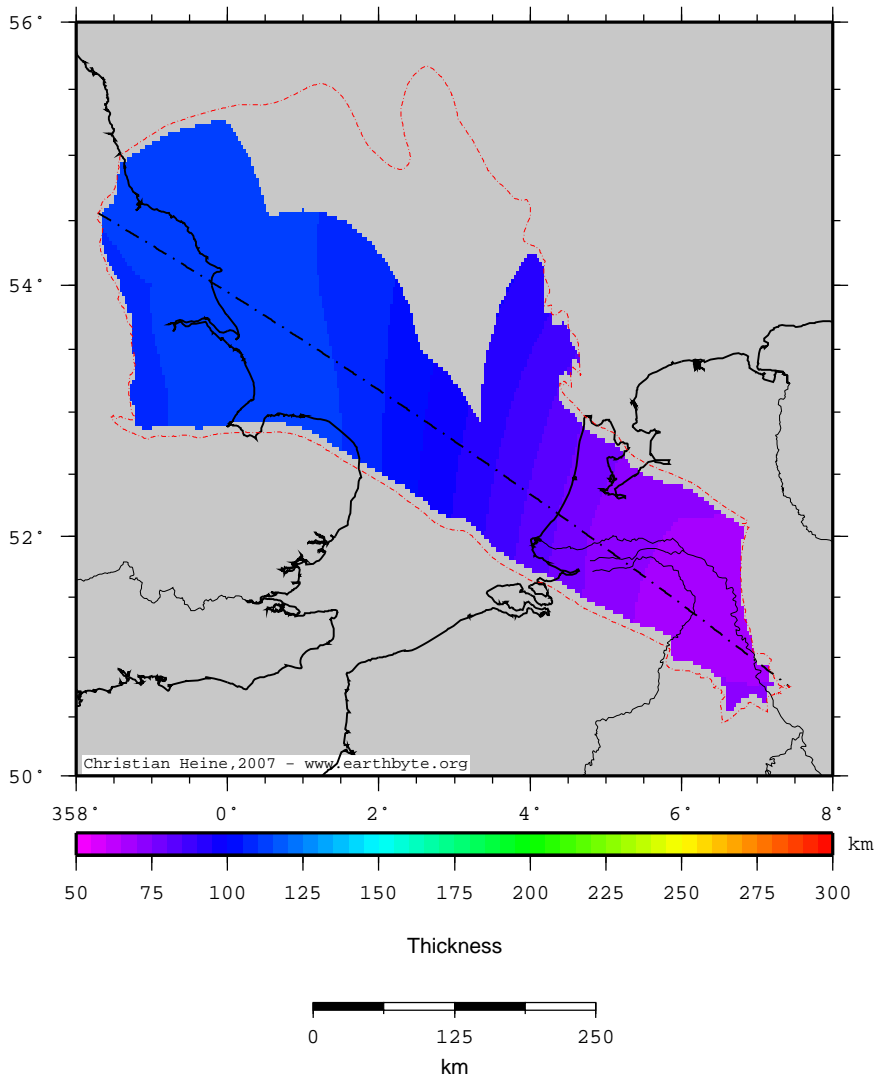 56°
54°
52°
50°
Christian Heine,2007 - www.earthbyte.org
358° 0° 2° 4° 6° 8°
km
50 75 100 125 150 175 200 225 250 275 300
Thickness
0 125 250
km